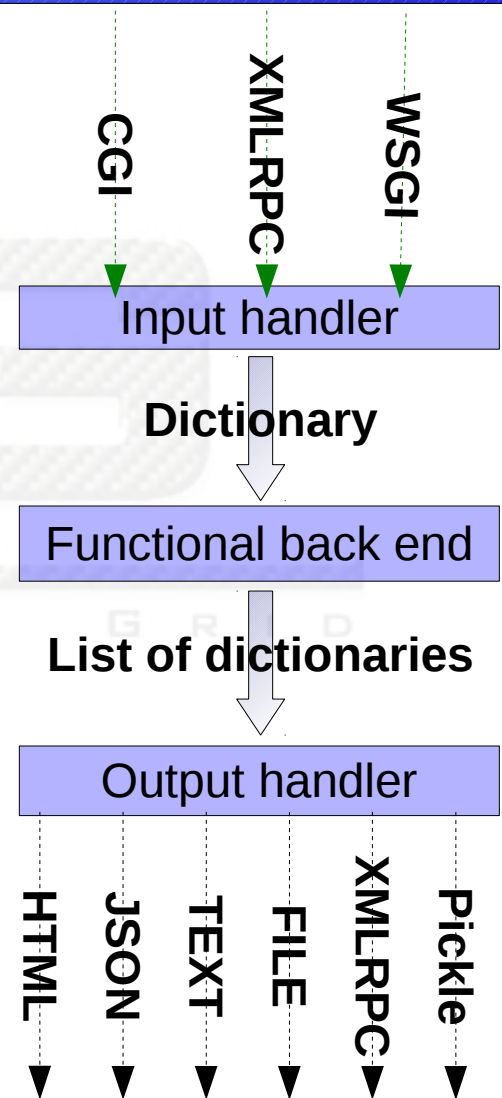 CGI
XMLRPC
WSGI
Input handler
Dictionary
Functional back end
GRID
List of dictionaries
Output handler
HTML
JSON
TEXT
FILE
XMLRPC
Pickle